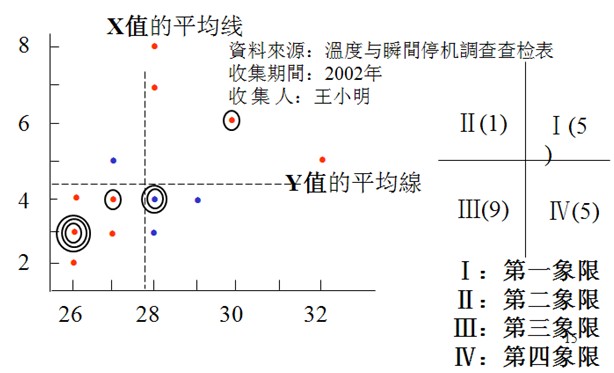 X值的平均线
資料來源：溫度与瞬間停机調查查检表
收集期間：2002年
收 集 人：王小明
8
6
4
2
Y值的平均線
26
28
30
32
Ⅱ(1)
Ⅰ(5
)
Ⅲ(9)
Ⅳ(5)
Ⅰ：第一象限
Ⅱ：第二象限
Ⅲ：第三象限
15
Ⅳ：第四象限